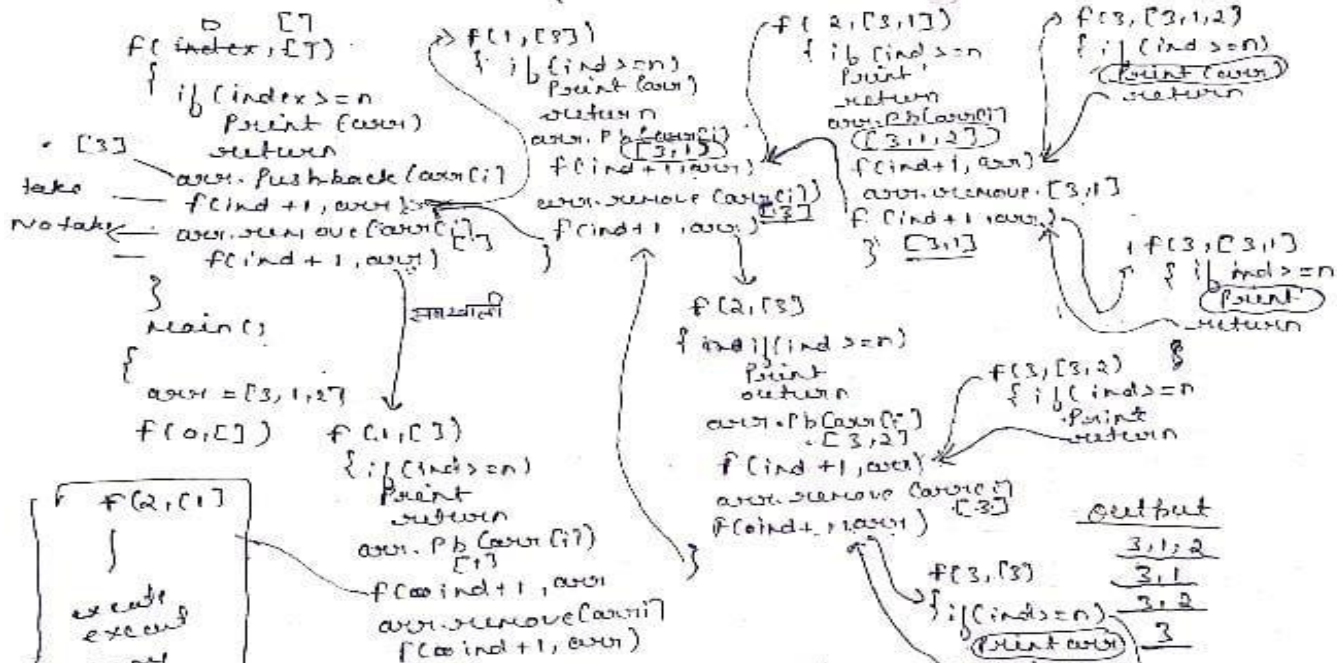 0 []
f( index, [])
{
if (index >= n
Print (arr)
return
• [3]
arr. Push-back (arr[i]
take
f(ind +1, arr)
No take
arr.remove(arr[i]
[ ]
f(ind + 1, arr)
}
main()
{
arr = [3, 1, 2]
f(0, [])
f(1, [3])
{ if (ind >= n)
Print (arr)
return
arr. Pb (arr[i]
[3,1]
f(ind +1, arr)
arr.remove (arr[i])
[3]
f(ind+1, arr)
}
f( 2, [3,1])
{ if (ind >= n)
Print
return
arr.Pb(arr[i]
[3,1,2]
f(ind+1, arr)
arr.remove. [3,1]
f (ind+1, arr)
} [3,1]
f(3, [3,1,2)
{ if (ind >= n)
Print (arr)
return
f(3, [3,1]
{ if ind >= n
Print
return
}
f(2, [3)
{ if(ind >= n)
Print
return
arr.Pb(arr[i]
[3,2]
f(ind +1, arr)
arr.remove (arr[i]
[3]
f(ind+1, arr)
}
f(3, [3,2)
{ if (ind >= n
Print
return
f(3, [3)
{ if(ind>=n)
Print arr
f(1, [])
{ if (ind >= n)
Print
return
arr. Pb (arr [i]
[1]
f(ind+1, arr
arr.remove(arr i]
f(ind+1, arr)
f(2, [1]
output
3,1,2
3,1
3,2
3